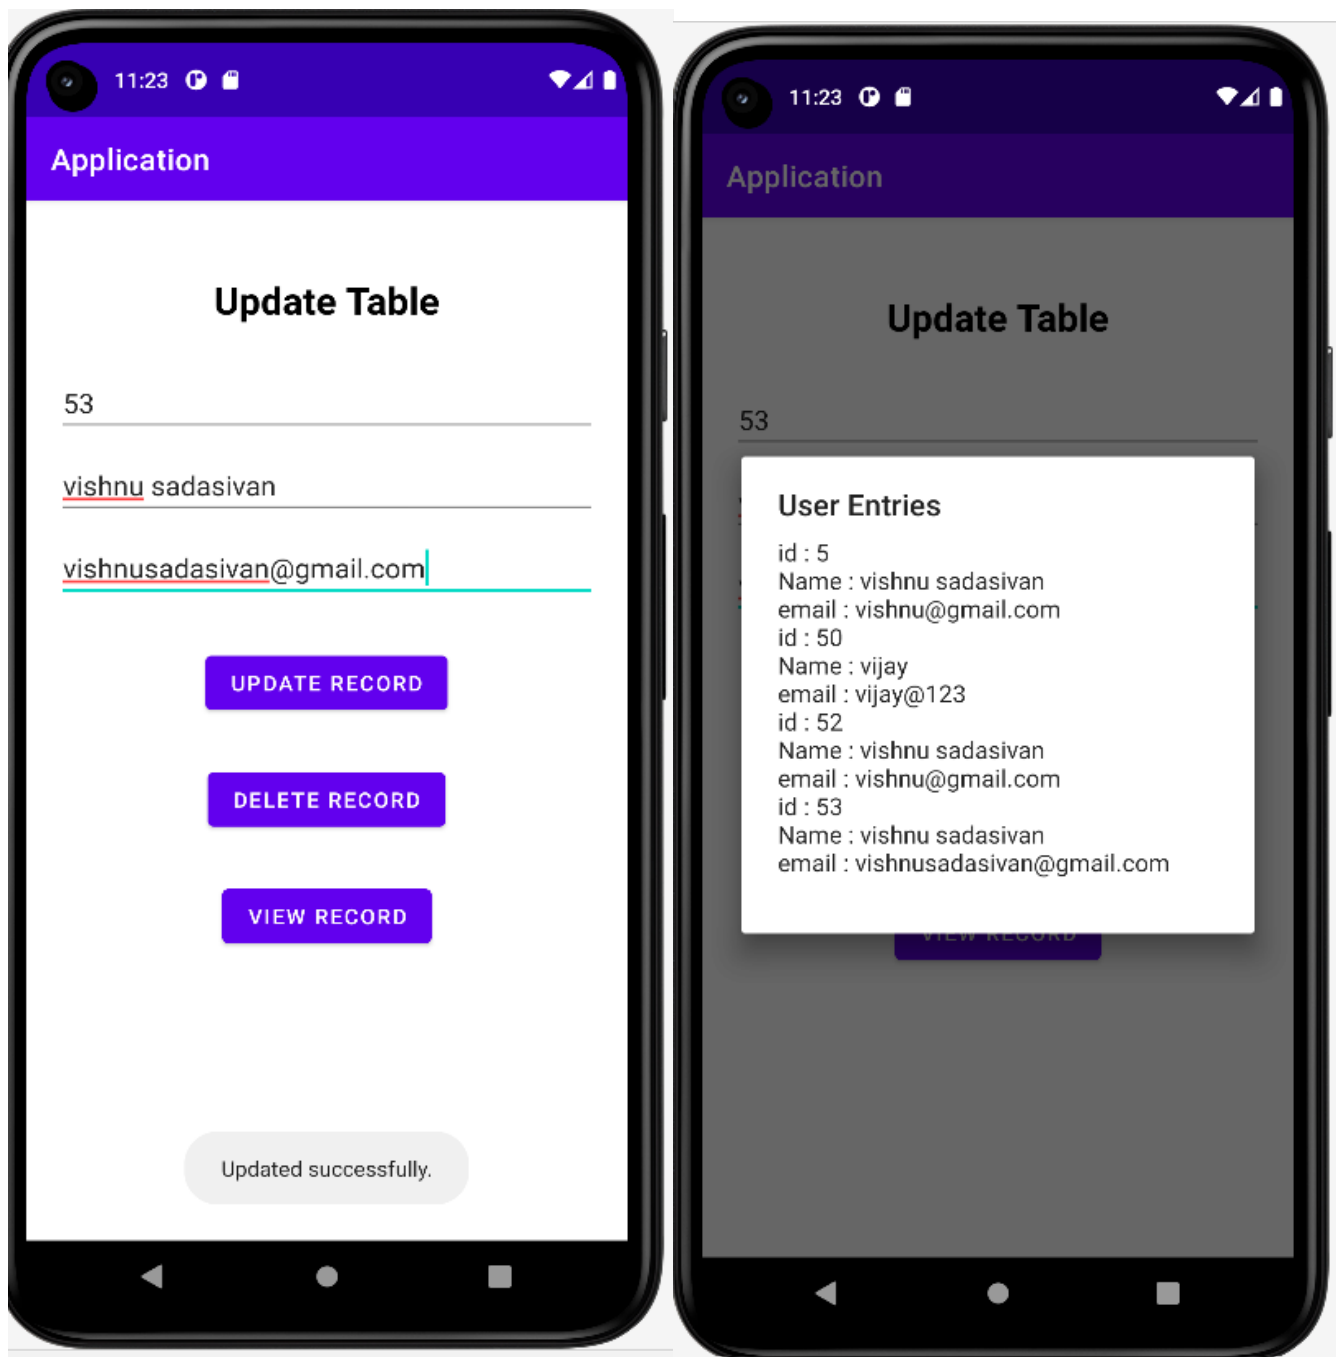 11:23
Application
Update Table
53
vishnu sadasivan
vishnusadasivan@gmail.com
UPDATE RECORD
DELETE RECORD
VIEW RECORD
Updated successfully.
11:23
Application
Update Table
53
User Entries
id : 5
Name : vishnu sadasivan
email : vishnu@gmail.com
id : 50
Name : vijay
email : vijay@123
id : 52
Name : vishnu sadasivan
email : vishnu@gmail.com
id : 53
Name : vishnu sadasivan
email : vishnusadasivan@gmail.com
VIEW RECORD